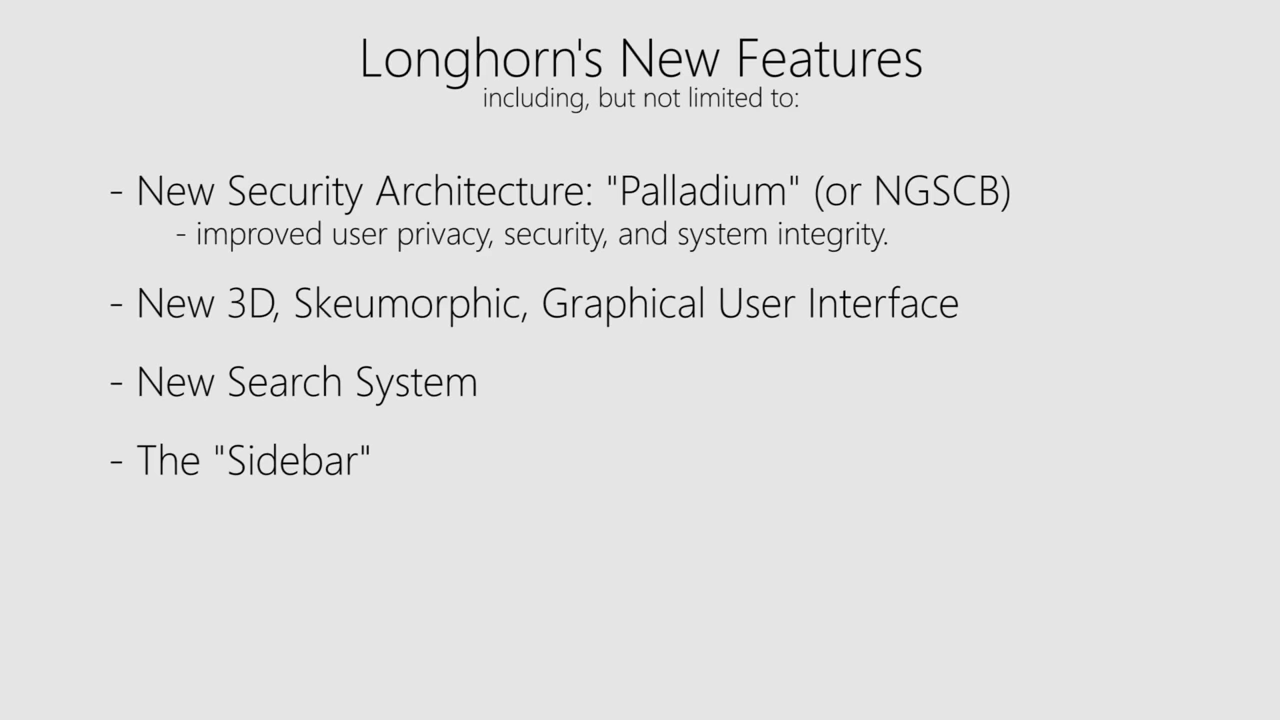 Longhorn's New Features
including, but not limited to:
- New Security Architecture: "Palladium" (or NGSCB)
- improved user privacy, security, and system integrity.
- New 3D, Skeumorphic, Graphical User Interface
- New Search System
- The "Sidebar"